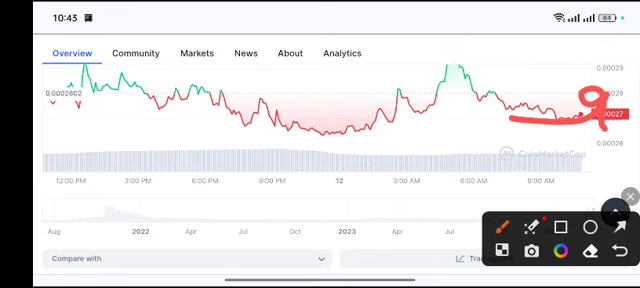 10:43 84
Overview Community Markets News About Analytics
0.00029
0.0002802
0.00028
00027
0.00026
CoinMarketCap
12:00 PM 3:00 PM 6:00 PM 9:00 PM 12 3:00 AM 6:00 AM 9:00 AM
Aug 2022 Apr Jul Oct 2023 Apr Jul
Compare with